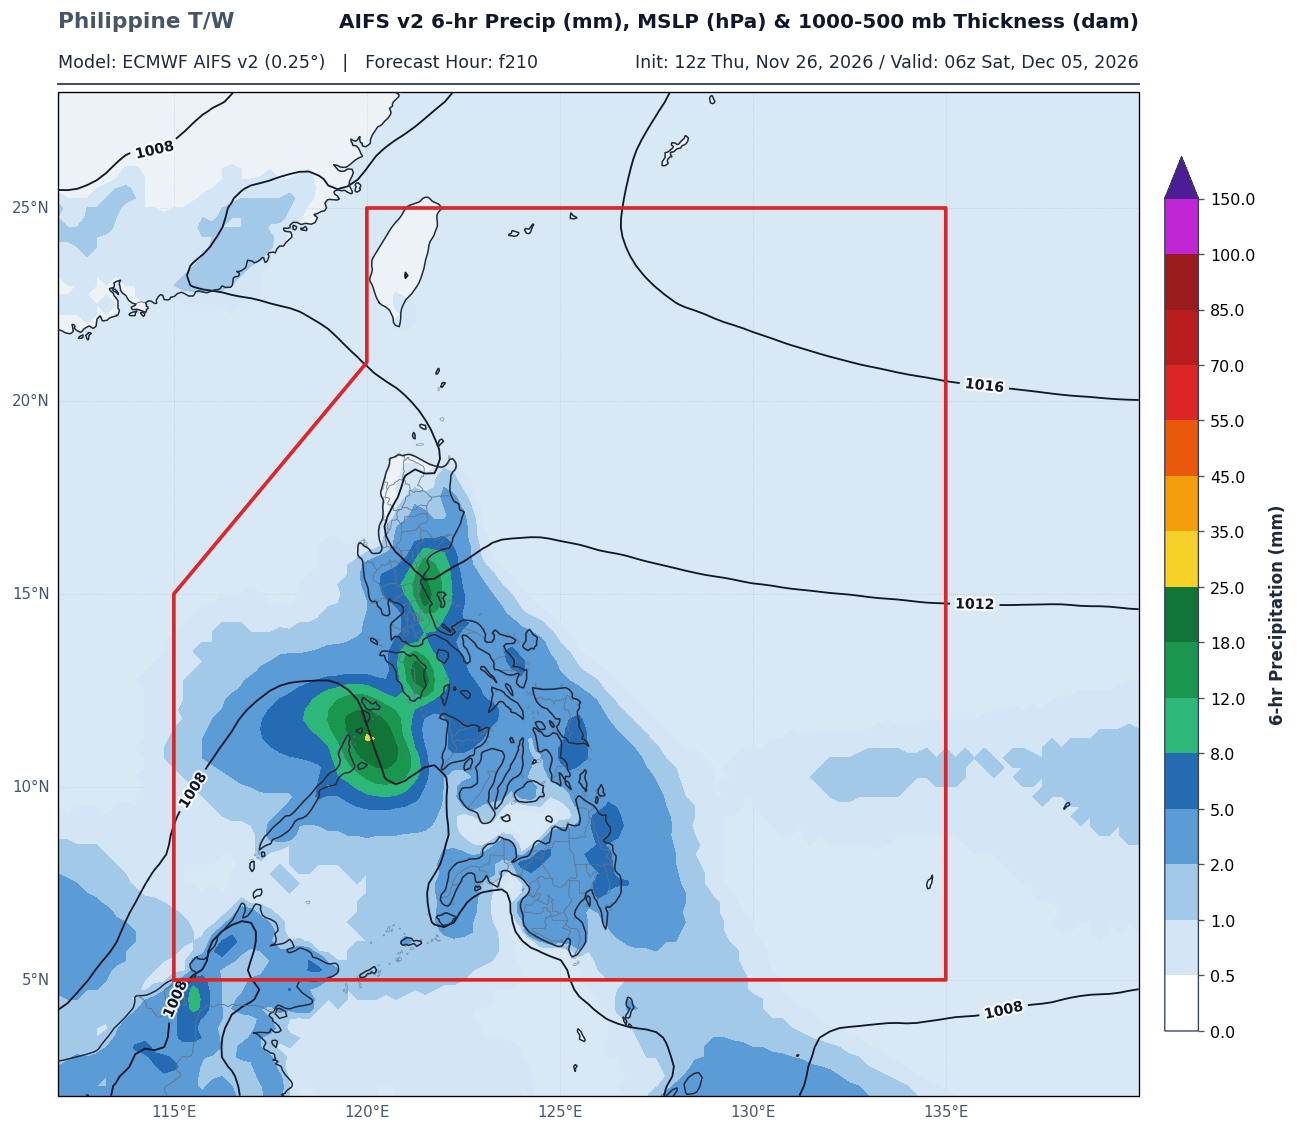 Philippine T/W
AIFS v2 6-hr Precip (mm), MSLP (hPa) & 1000-500 mb Thickness (dam)
Model: ECMWF AIFS v2 (0.25°) | Forecast Hour: f210
Init: 12z Thu, Nov 26, 2026 / Valid: 06z Sat, Dec 05, 2026
1008
25°N
1016
20°N
15°N
1012
10°N
1008
5°N
1008
1008
115°E
120°E
125°E
130°E
135°E
150.0
100.0
85.0
70.0
55.0
45.0
35.0
25.0
18.0
12.0
8.0
5.0
2.0
1.0
0.5
0.0
6-hr Precipitation (mm)